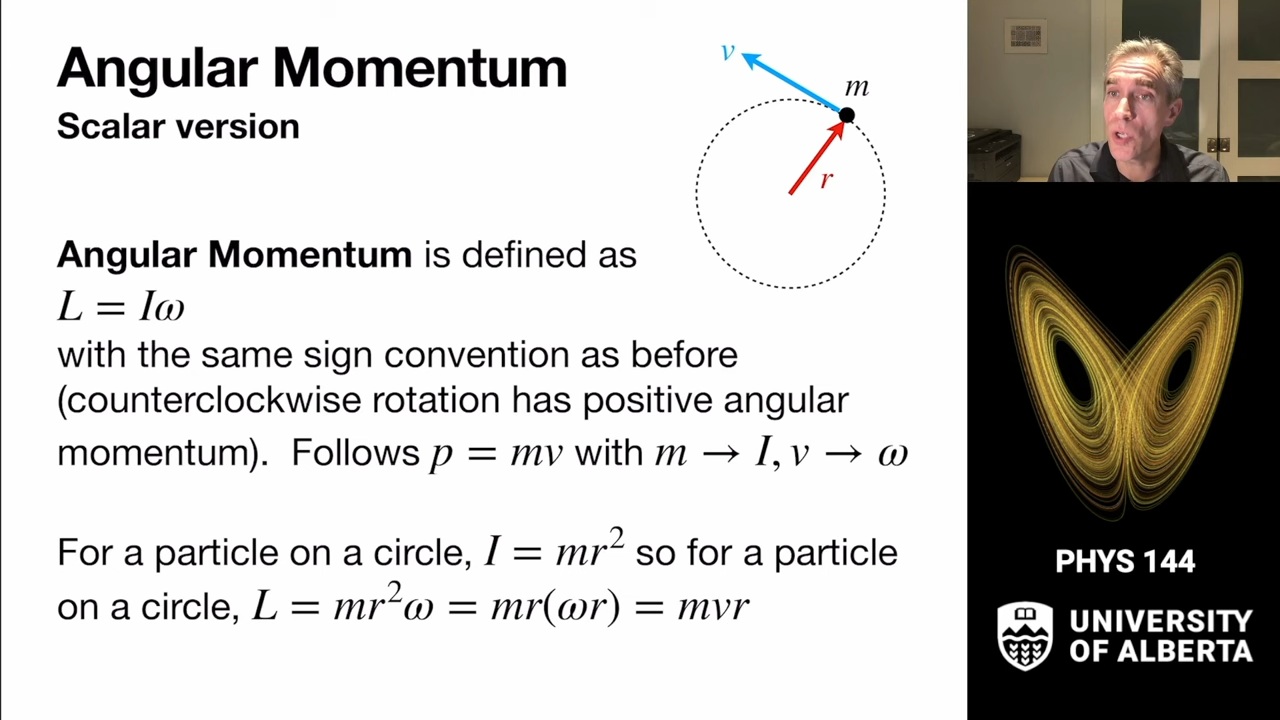 Angular Momentum
Scalar version
v
m
r
Angular Momentum is defined as
L = Iω
with the same sign convention as before
(counterclockwise rotation has positive angular
momentum). Follows p = mv with m → I, v → ω
For a particle on a circle, I = mr² so for a particle
on a circle, L = mr²ω = mr(ωr) = mvr
PHYS 144
UNIVERSITY
OF ALBERTA